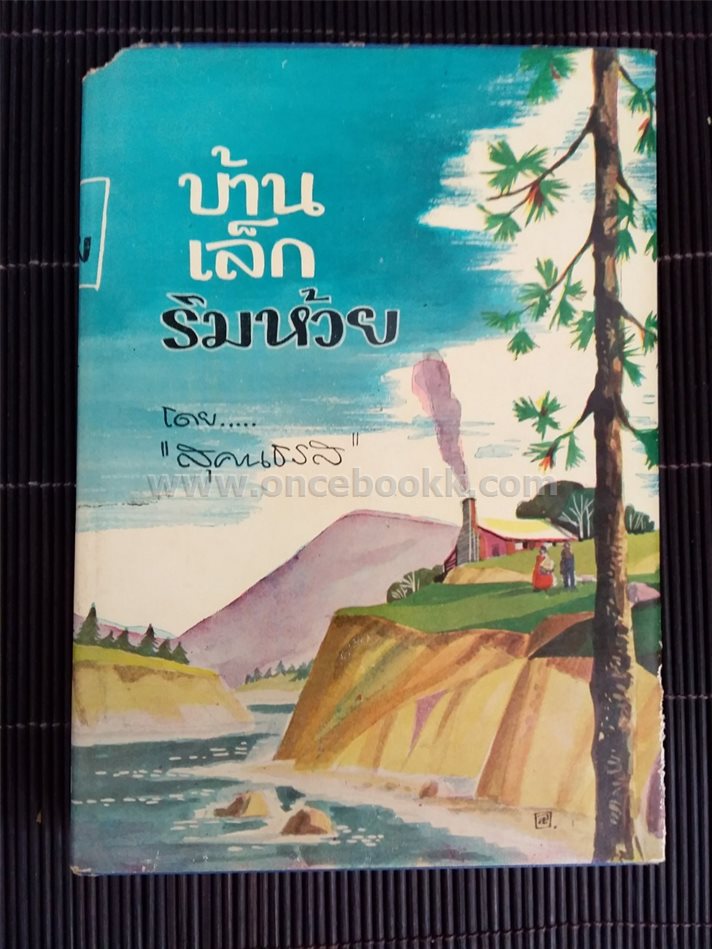 บ้าน
เล็ก
ริมห้วย
โดย.....
"สุคนธรส"
www.oncebookk.com